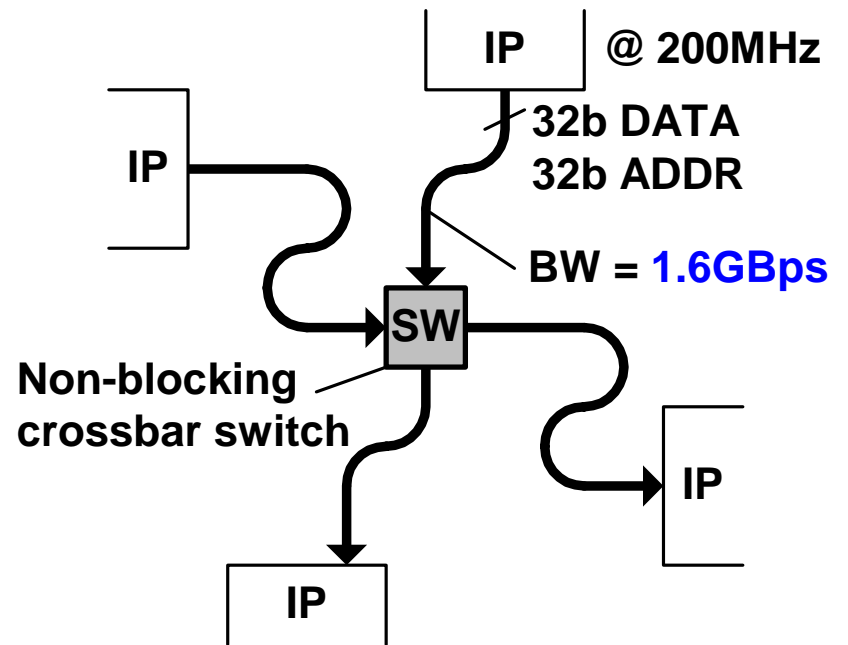 IP
@ 200MHz
32b DATA
32b ADDR
IP
BW = 1.6GBps
SW
Non-blocking
crossbar switch
IP
IP